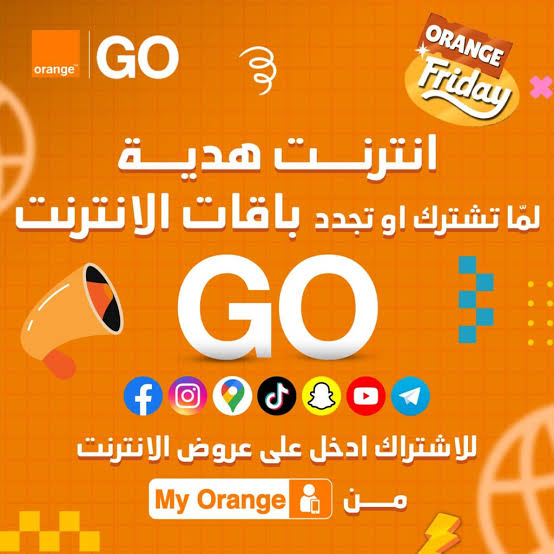 orange™ GO
ORANGE
Friday
انترنت هدية
لمّا تشترك او تجدد باقات الانترنت
GO
للاشتراك ادخل على عروض الانترنت
من My Orange